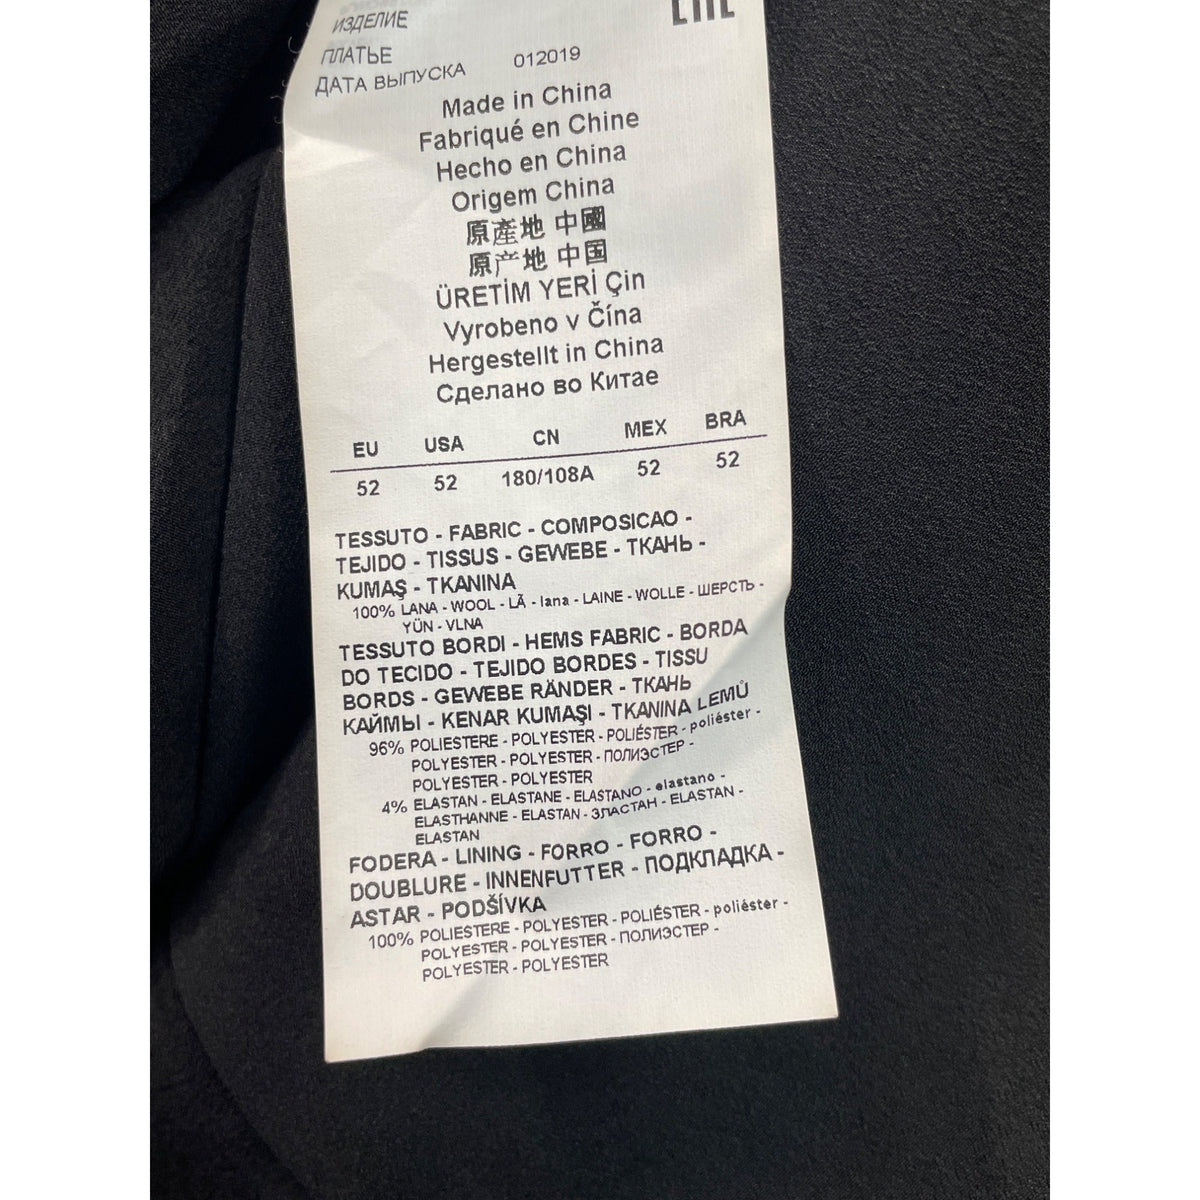 ИЗДЕЛИЕ
ПЛАТЬЕ
ДАТА ВЫПУСКА 012019
Made in China
Fabriqué en Chine
Hecho en China
Origem China
原產地 中國
原产地 中国
ÜRETİM YERİ Çin
Vyrobeno v Čína
Hergestellt in China
Сделано во Китае
EU USA CN MEX BRA
52 52 180/108A 52 52
TESSUTO - FABRIC - COMPOSICAO -
TEJIDO - TISSUS - GEWEBE - ТКАНЬ -
KUMAŞ - TKANINA
100% LANA - WOOL - LÃ - lana - LAINE - WOLLE - ШЕРСТЬ -
YÜN - VLNA
TESSUTO BORDI - HEMS FABRIC - BORDA
DO TECIDO - TEJIDO BORDES - TISSU
BORDS - GEWEBE RÄNDER - ТКАНЬ
КАЙМЫ - KENAR KUMAŞI - TKANINA LEMŮ
96% POLIESTERE - POLYESTER - POLIÉSTER - poliéster -
POLYESTER - POLYESTER - ПОЛИЭСТЕР -
POLYESTER - POLYESTER
4% ELASTAN - ELASTANE - ELASTANO - elastano -
ELASTHANNE - ELASTAN - ЗЛАСТАН - ELASTAN -
ELASTAN
FODERA - LINING - FORRO - FORRO -
DOUBLURE - INNENFUTTER - ПОДКЛАДКА -
ASTAR - PODŠÍVKA
100% POLIESTERE - POLYESTER - POLIÉSTER - poliéster -
POLYESTER - POLYESTER - ПОЛИЭСТЕР -
POLYESTER - POLYESTER